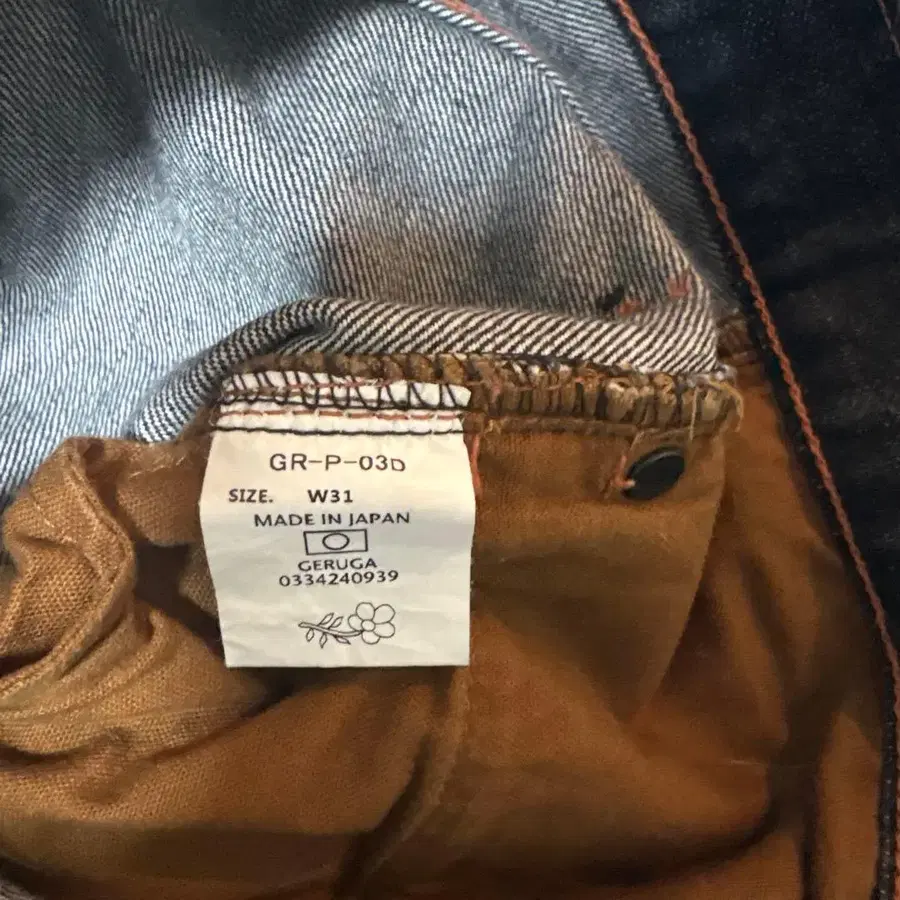 GR-P-03D
SIZE. W31
MADE IN JAPAN
GERUGA
0334240939